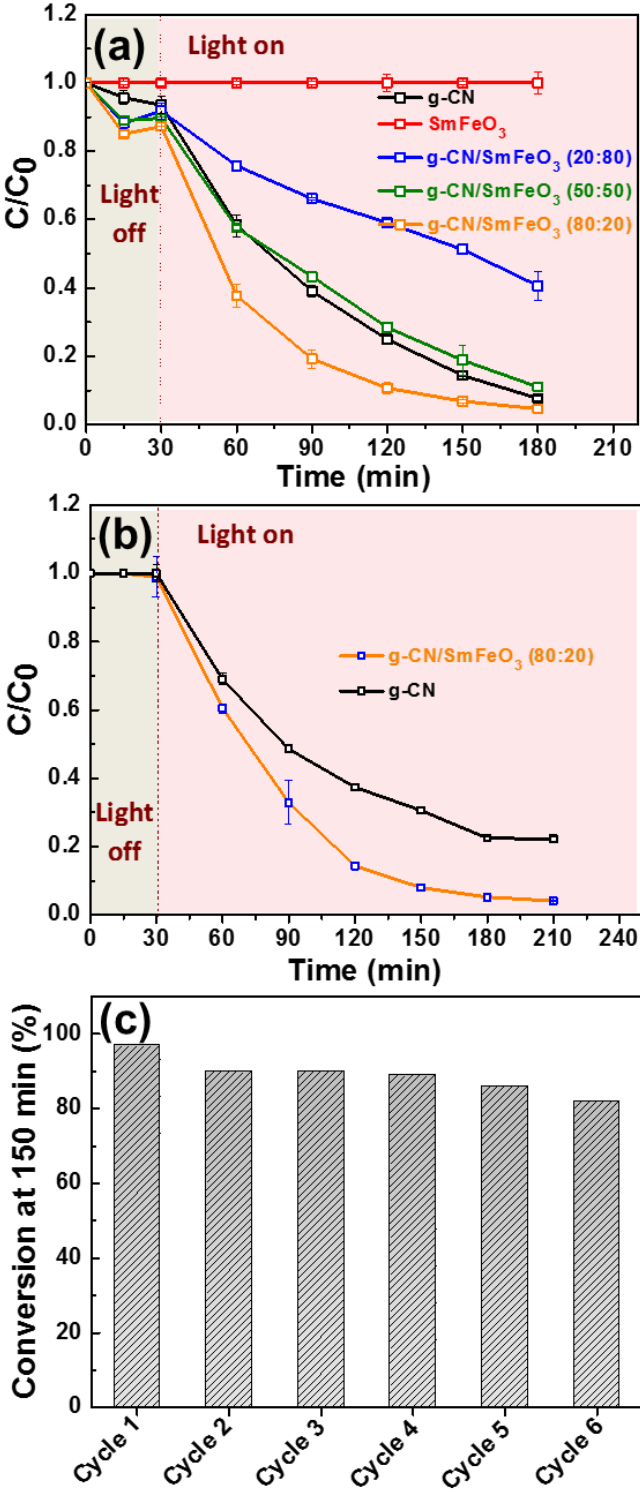 (a)
Light on
Light
off
g-CN
SmFeO₃
g-CN/SmFeO₃ (20:80)
g-CN/SmFeO₃ (50:50)
g-CN/SmFeO₃ (80:20)
C/C₀
1.2
1.0
0.8
0.6
0.4
0.2
0.0
0 30 60 90 120 150 180 210
Time (min)
(b)
Light on
Light
off
g-CN/SmFeO₃ (80:20)
g-CN
C/C₀
1.2
1.0
0.8
0.6
0.4
0.2
0.0
0 30 60 90 120 150 180 210 240
Time (min)
(c)
Conversion at 150 min (%)
100
80
60
40
20
0
Cycle 1 Cycle 2 Cycle 3 Cycle 4 Cycle 5 Cycle 6